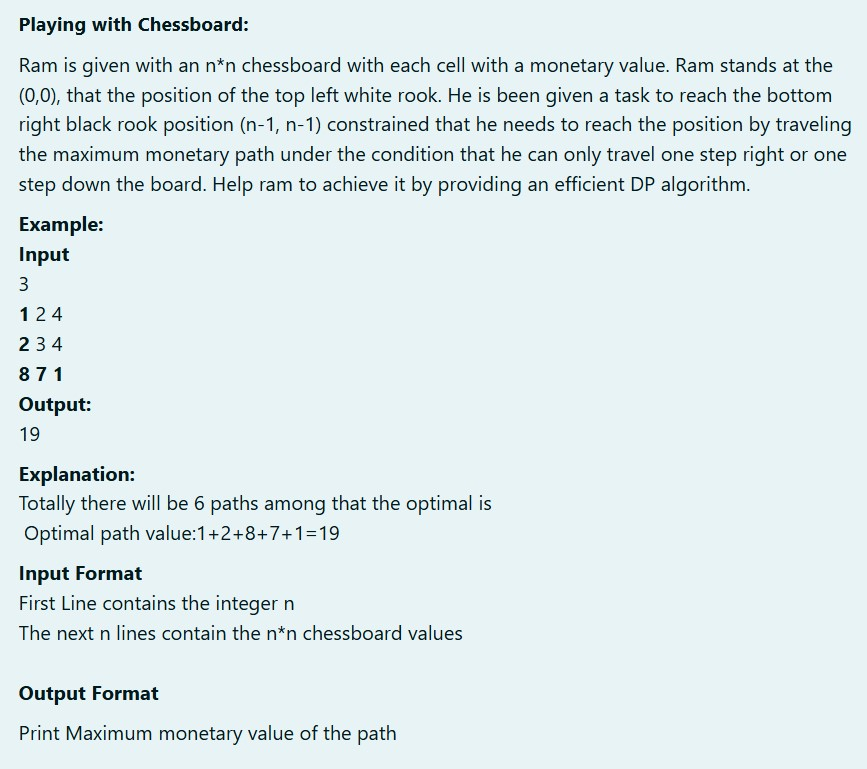 Playing with Chessboard:
Ram is given with an n*n chessboard with each cell with a monetary value. Ram stands at the
(0,0), that the position of the top left white rook. He is been given a task to reach the bottom
right black rook position (n-1, n-1) constrained that he needs to reach the position by traveling
the maximum monetary path under the condition that he can only travel one step right or one
step down the board. Help ram to achieve it by providing an efficient DP algorithm.
Example:
Input
3
1 2 4
2 3 4
8 7 1
Output:
19
Explanation:
Totally there will be 6 paths among that the optimal is
Optimal path value:1+2+8+7+1=19
Input Format
First Line contains the integer n
The next n lines contain the n*n chessboard values
Output Format
Print Maximum monetary value of the path